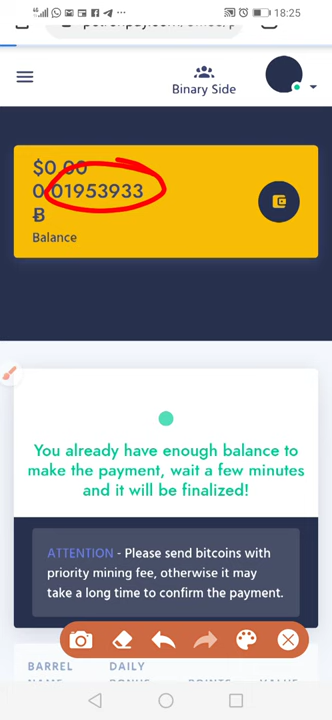 18:25
Binary Side
$0.00
0.01953933
Ƀ
Balance
You already have enough balance to
make the payment, wait a few minutes
and it will be finalized!
ATTENTION - Please send bitcoins with
priority mining fee, otherwise it may
take a long time to confirm the payment.
BARREL DAILY